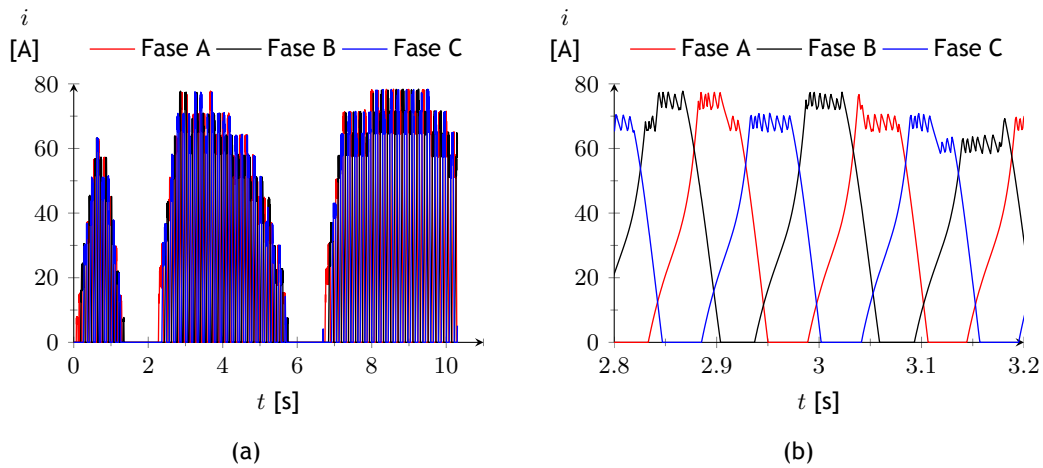 i
[A]
Fase A Fase B Fase C
80
60
40
20
0
0 2 4 6 8 10
t [s]
(a)
i
[A]
Fase A Fase B Fase C
80
60
40
20
0
2.8 2.9 3 3.1 3.2
t [s]
(b)